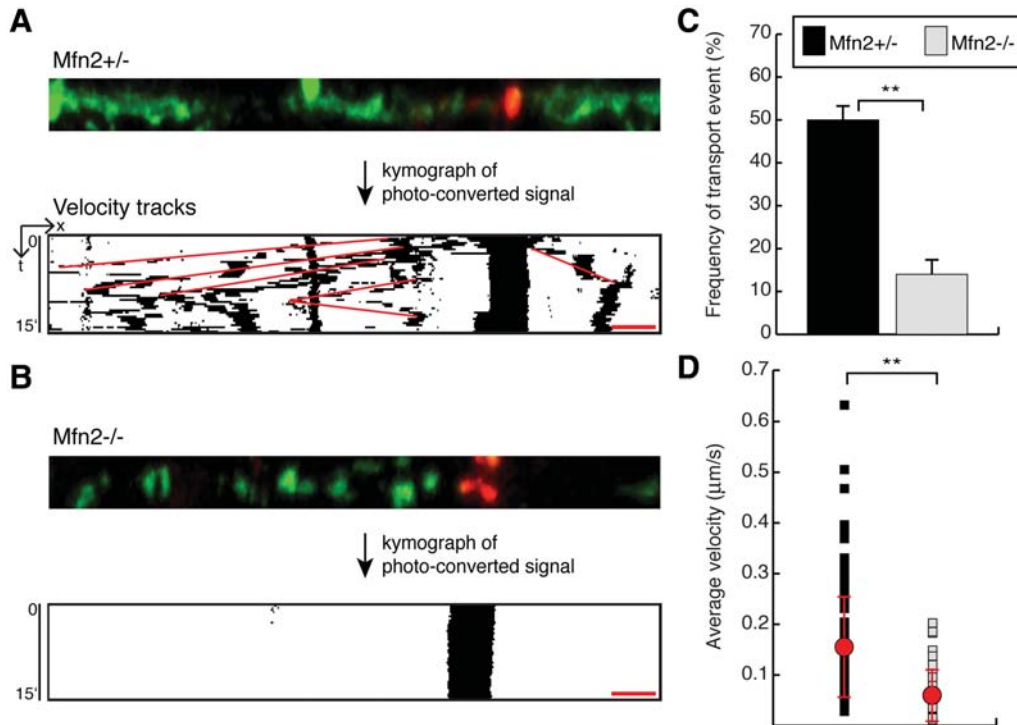 A
Mfn2+/-
kymograph of
photo-converted signal
Velocity tracks
x
t
0
15'
B
Mfn2-/-
kymograph of
photo-converted signal
0
15'
C
Mfn2+/-
Mfn2-/-
Frequency of transport event (%)
70
60
50
40
30
20
10
0
**
D
Average velocity (μm/s)
0.7
0.6
0.5
0.4
0.3
0.2
0.1
**